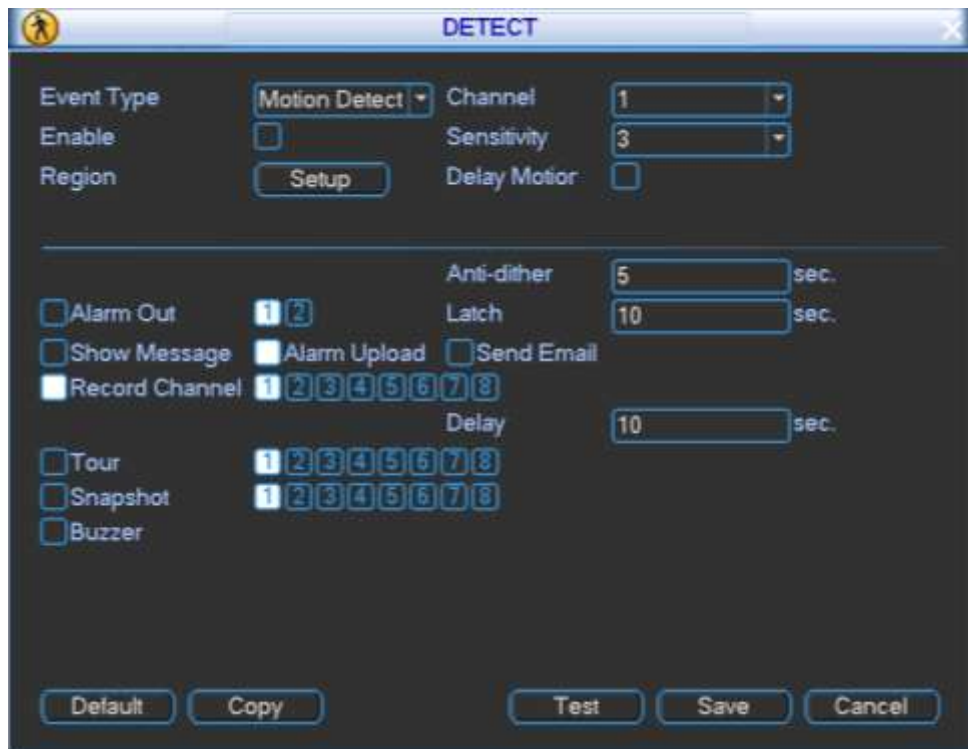 DETECT
Event Type Motion Detect Channel 1
Enable Sensitivity 3
Region Setup Delay Motior
Anti-dither 5 sec.
Alarm Out 1 2 Latch 10 sec.
Show Message Alarm Upload Send Email
Record Channel 1 2 3 4 5 6 7 8
Delay 10 sec.
Tour 1 2 3 4 5 6 7 8
Snapshot 1 2 3 4 5 6 7 8
Buzzer
Default Copy Test Save Cancel